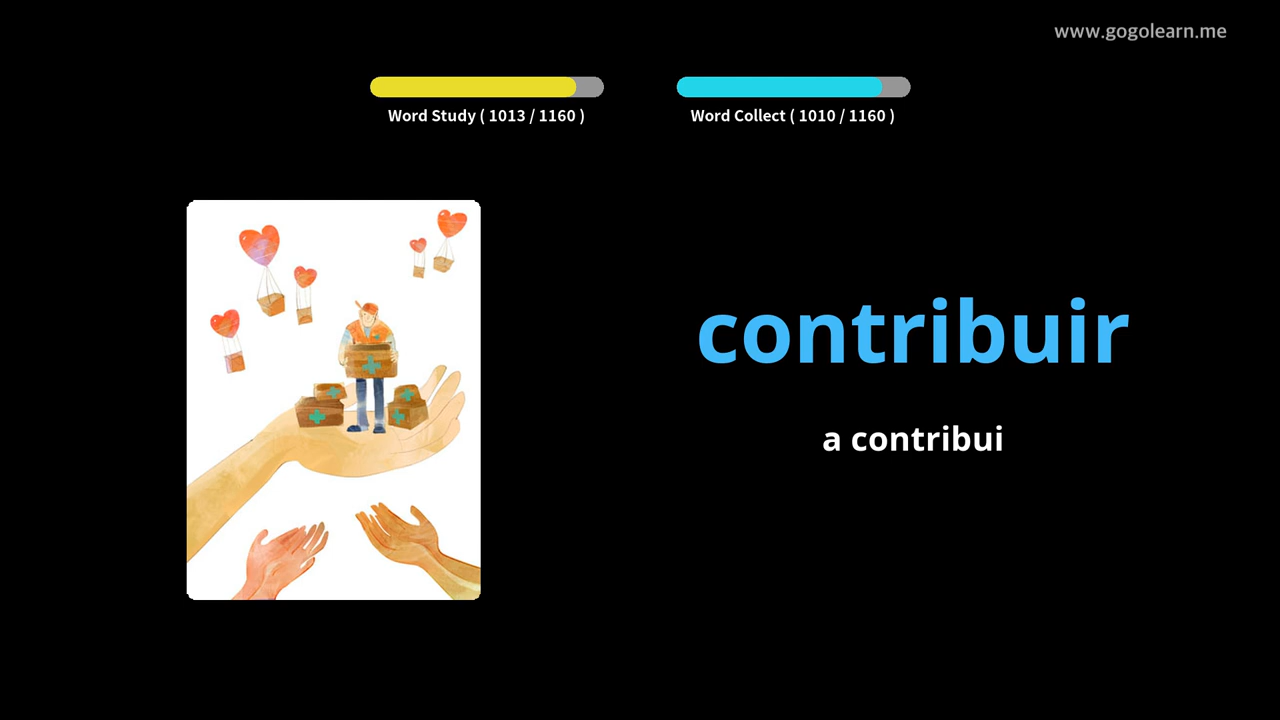 www.gogolearn.me
Word Study ( 1013 / 1160 )
Word Collect ( 1010 / 1160 )
contribuir
a contribui